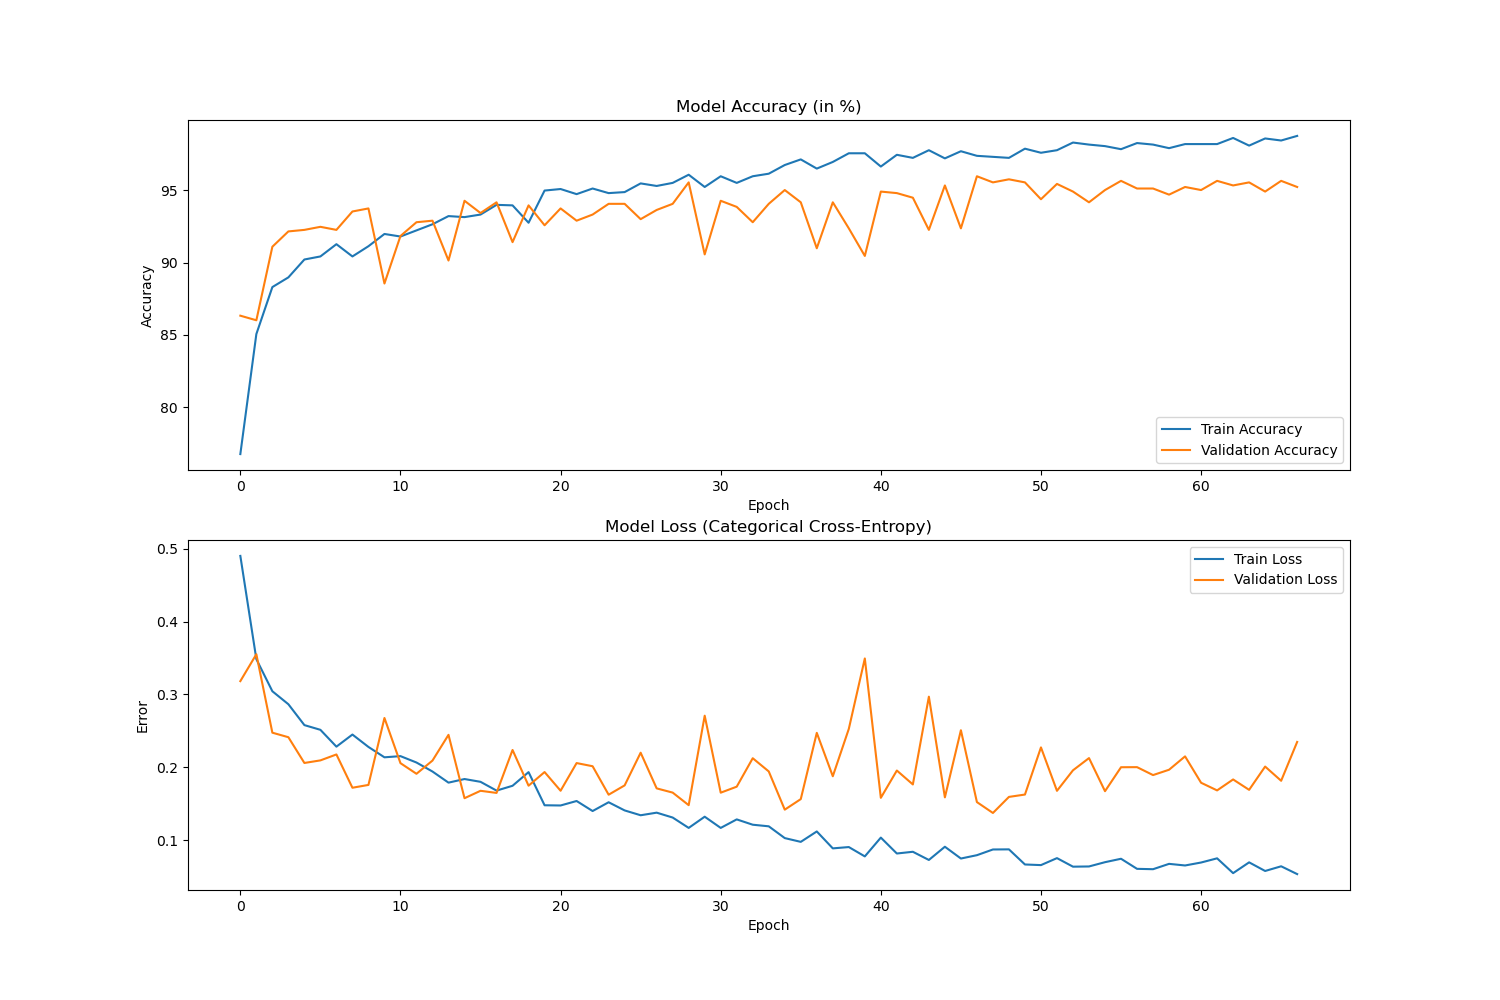 Model Accuracy (in %)
95
90
85
80
Accuracy
Train Accuracy
Validation Accuracy
0 10 20 30 40 50 60
Epoch
Model Loss (Categorical Cross-Entropy)
0.5
0.4
0.3
0.2
0.1
Error
Train Loss
Validation Loss
0 10 20 30 40 50 60
Epoch